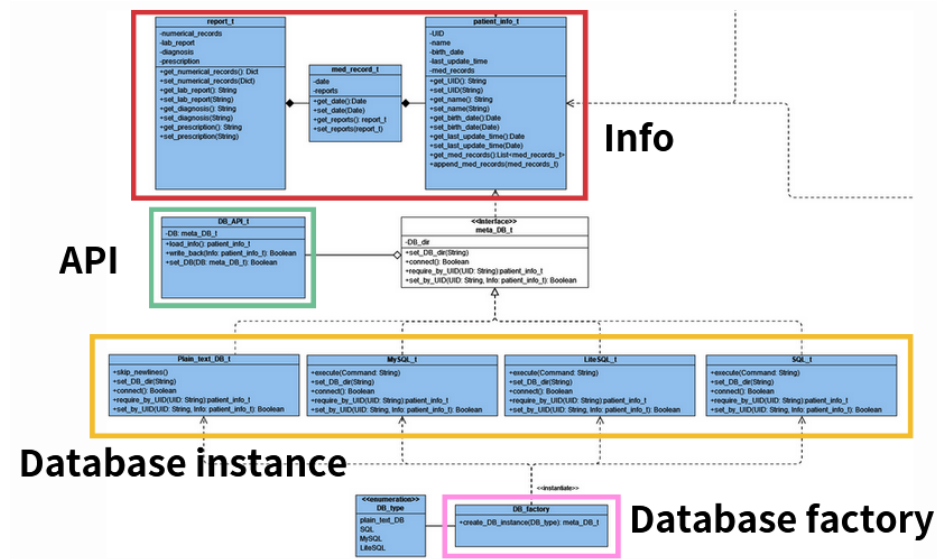 report_t
-numerical_records
-lab_report
-diagnosis
-prescription
+get_numerical_records(): Dict
+set_numerical_records(Dict)
+get_lab_report(): String
+set_lab_report(String)
+get_diagnosis(): String
+set_diagnosis(String)
+get_prescription(): String
+set_prescription(String)
med_record_t
-date
-reports
+get_date():Date
+set_date(Date)
+get_reports(): report_t
+set_reports(report_t)
patient_info_t
-UID
-name
-birth_date
-last_update_time
-med_records
+get_UID(): String
+set_UID(String)
+get_name(): String
+set_name(String)
+get_birth_date():Date
+set_birth_date(Date)
+get_last_update_time():Date
+set_last_update_time(Date)
+get_med_records():List<med_records_t>
+append_med_records(med_records_t)
Info
API
DB_API_t
-DB: meta_DB_t
+load_info(): patient_info_t
+write_back(Info: patient_info_t): Boolean
+set_DB(DB: meta_DB_t): Boolean
<<Interface>>
meta_DB_t
-DB_dir
+set_DB_dir(String)
+connect(): Boolean
+require_by_UID(UID: String):patient_info_t
+set_by_UID(UID: String, Info: patient_info_t): Boolean
Plain_text_DB_t
+skip_newlines()
+set_DB_dir(String)
+connect(): Boolean
+require_by_UID(UID: String):patient_info_t
+set_by_UID(UID: String, Info: patient_info_t): Boolean
MySQL_t
+execute(Command: String)
+set_DB_dir(String)
+connect(): Boolean
+require_by_UID(UID: String):patient_info_t
+set_by_UID(UID: String, Info: patient_info_t): Boolean
LiteSQL_t
+execute(Command: String)
+set_DB_dir(String)
+connect(): Boolean
+require_by_UID(UID: String):patient_info_t
+set_by_UID(UID: String, Info: patient_info_t): Boolean
SQL_t
+execute(Command: String)
+set_DB_dir(String)
+connect(): Boolean
+require_by_UID(UID: String):patient_info_t
+set_by_UID(UID: String, Info: patient_info_t): Boolean
Database instance
<<instantiate>>
<<enumeration>>
DB_type
plain_text_DB
SQL
MySQL
LiteSQL
DB_factory
+create_DB_instance(DB_type): meta_DB_t
Database factory